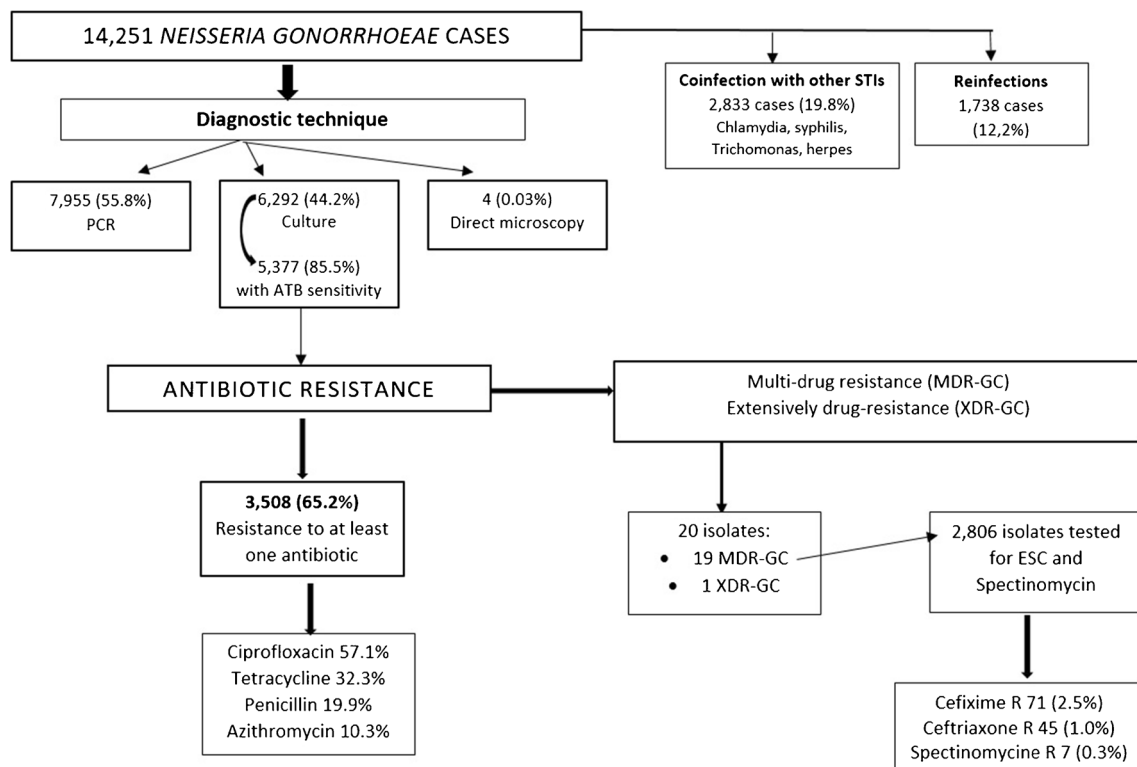 14,251 NEISSERIA GONORRHOEAE CASES
Coinfection with other STIs
2,833 cases (19.8%)
Chlamydia, syphilis,
Trichomonas, herpes
Reinfections
1,738 cases
(12,2%)
Diagnostic technique
7,955 (55.8%)
PCR
6,292 (44.2%)
Culture
5,377 (85.5%)
with ATB sensitivity
4 (0.03%)
Direct microscopy
ANTIBIOTIC RESISTANCE
Multi-drug resistance (MDR-GC)
Extensively drug-resistance (XDR-GC)
3,508 (65.2%)
Resistance to at least
one antibiotic
20 isolates:
• 19 MDR-GC
• 1 XDR-GC
2,806 isolates tested
for ESC and
Spectinomycin
Ciprofloxacin 57.1%
Tetracycline 32.3%
Penicillin 19.9%
Azithromycin 10.3%
Cefixime R 71 (2.5%)
Ceftriaxone R 45 (1.0%)
Spectinomycine R 7 (0.3%)